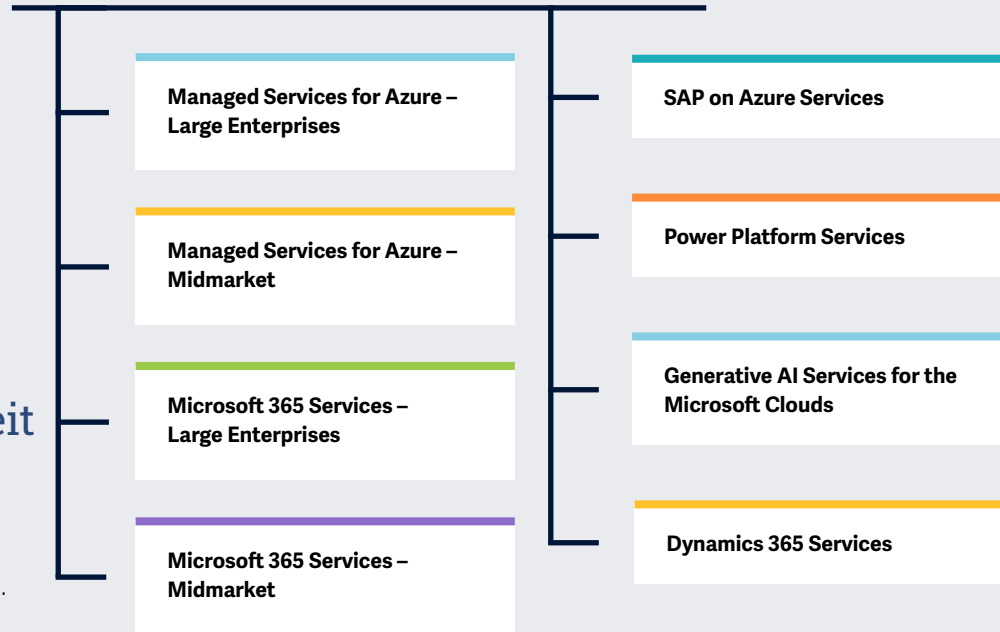 Managed Services for Azure –
Large Enterprises
Managed Services for Azure –
Midmarket
eit
Microsoft 365 Services –
Large Enterprises
Microsoft 365 Services –
Midmarket
.
SAP on Azure Services
Power Platform Services
Generative AI Services for the
Microsoft Clouds
Dynamics 365 Services